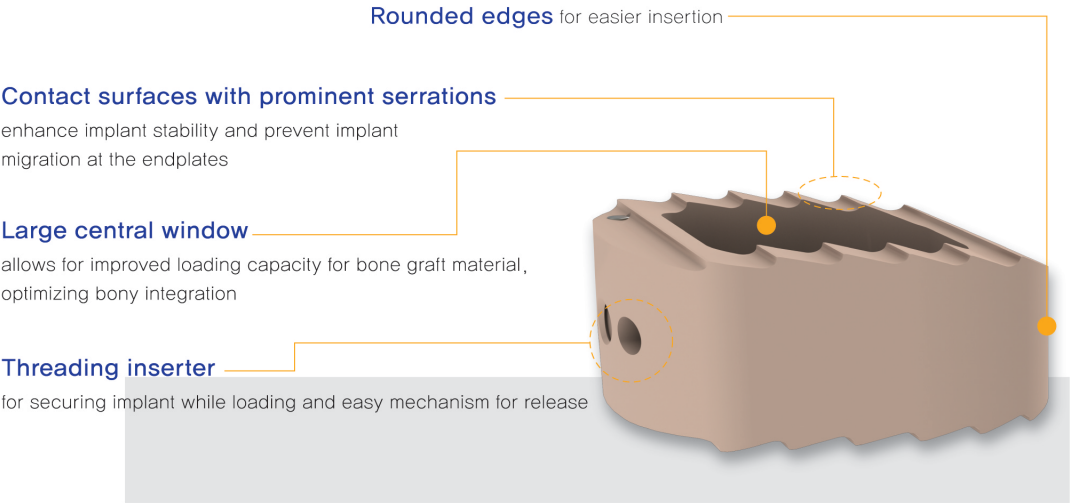 Rounded edges for easier insertion
Contact surfaces with prominent serrations
enhance implant stability and prevent implant
migration at the endplates
Large central window
allows for improved loading capacity for bone graft material,
optimizing bony integration
Threading inserter
for securing implant while loading and easy mechanism for release